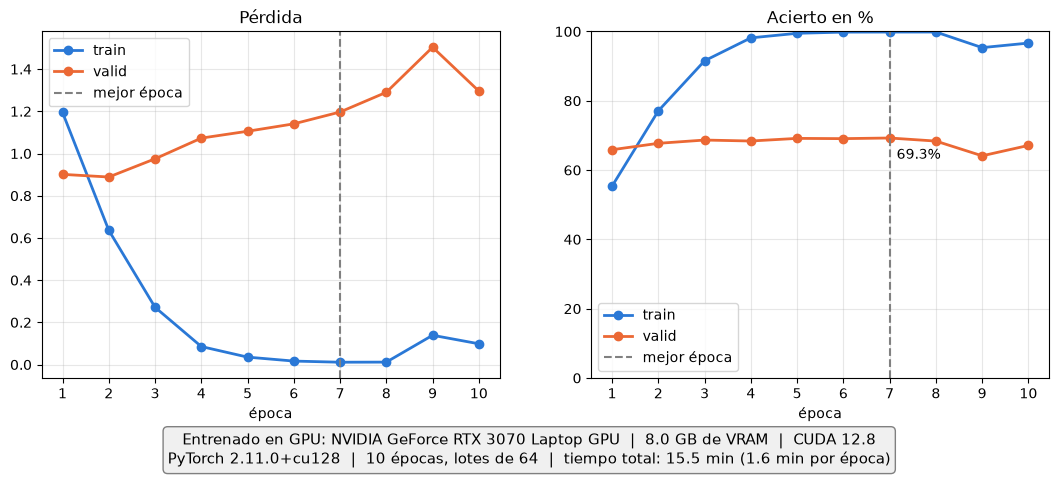 Pérdida
train
valid
mejor época
1.4
1.2
1.0
0.8
0.6
0.4
0.2
0.0
1 2 3 4 5 6 7 8 9 10
época
Acierto en %
100
80
60
40
20
0
69.3%
train
valid
mejor época
1 2 3 4 5 6 7 8 9 10
época
Entrenado en GPU: NVIDIA GeForce RTX 3070 Laptop GPU | 8.0 GB de VRAM | CUDA 12.8
PyTorch 2.11.0+cu128 | 10 épocas, lotes de 64 | tiempo total: 15.5 min (1.6 min por época)